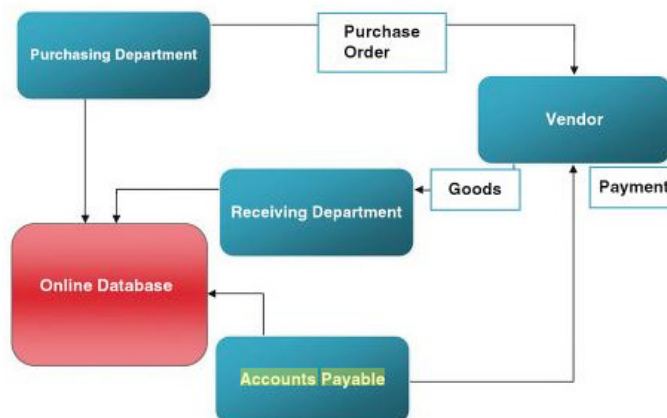 Purchasing Department
Purchase
Order
Vendor
Goods
Payment
Receiving Department
Online Database
Accounts Payable